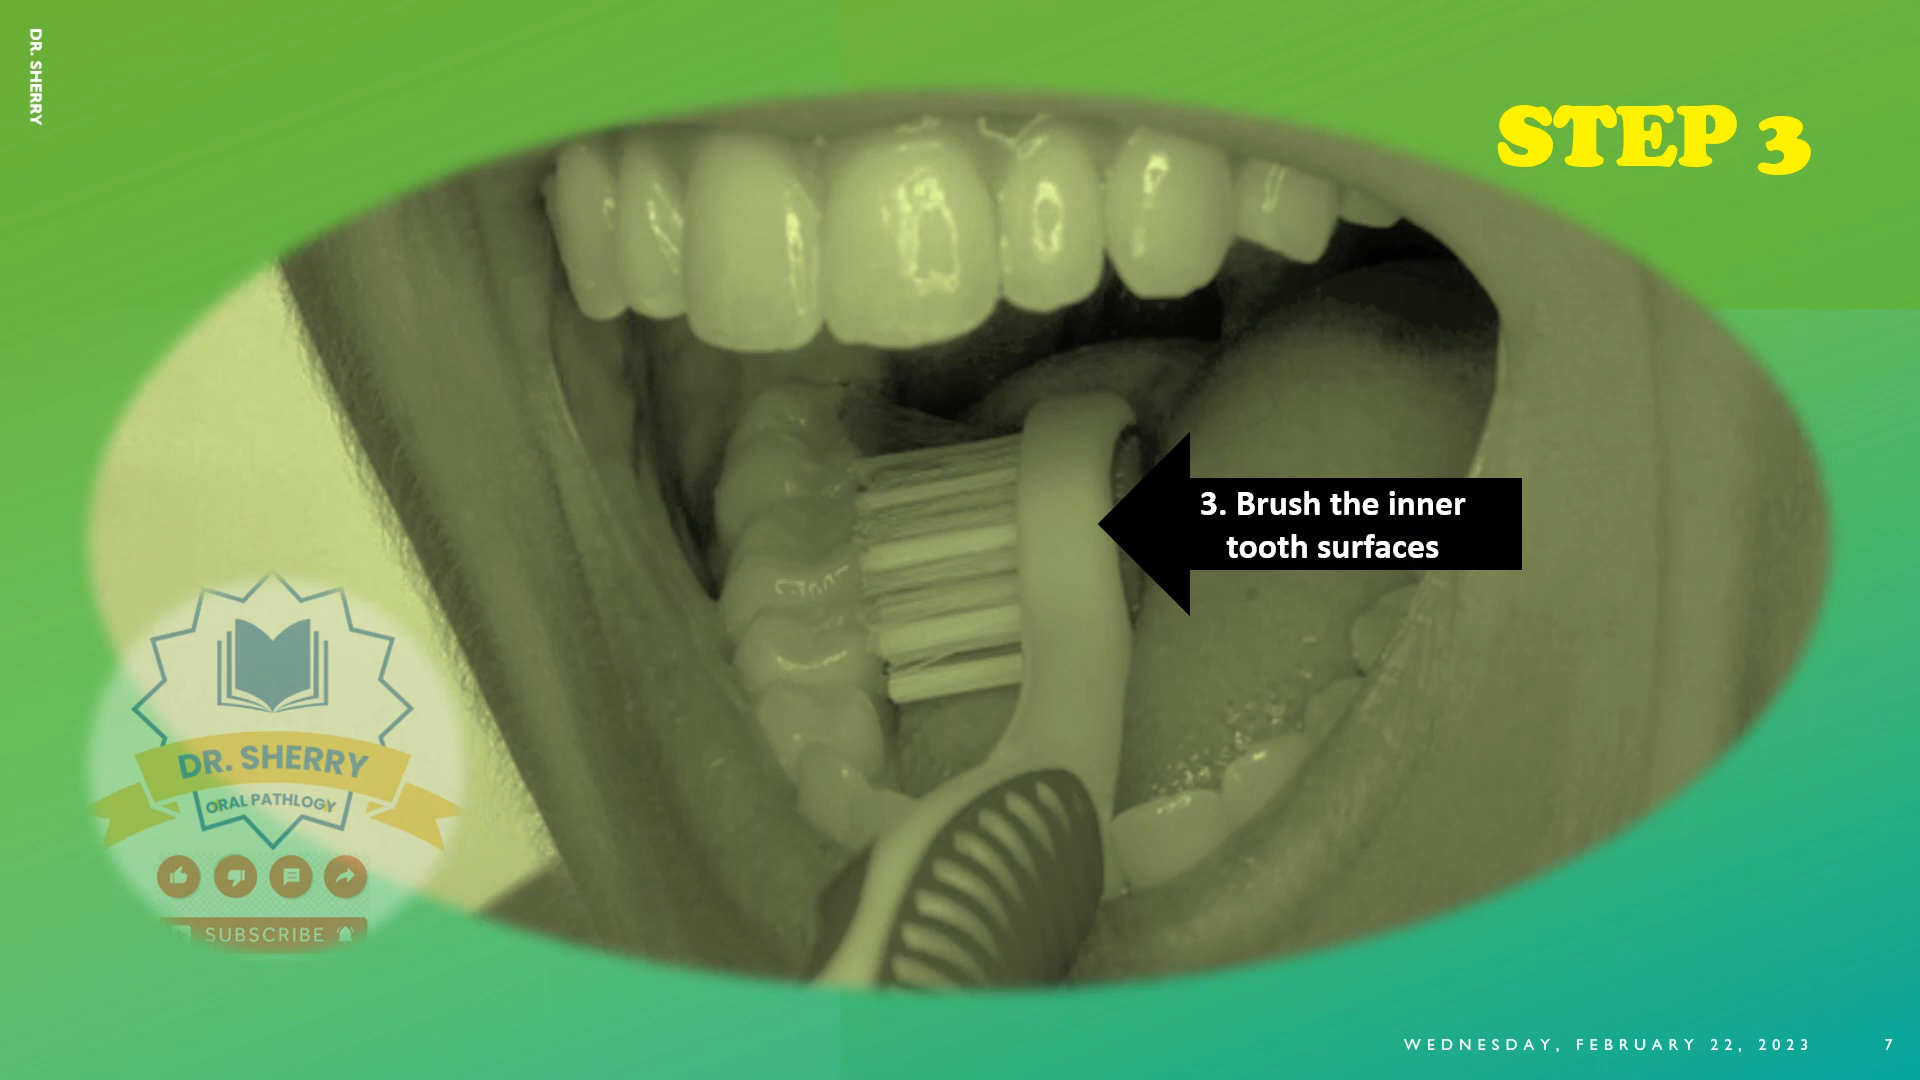 DR. SHERRY
STEP 3
3. Brush the inner
tooth surfaces
DR. SHERRY
ORAL PATHLOGY
SUBSCRIBE
WEDNESDAY, FEBRUARY 22, 2023
7